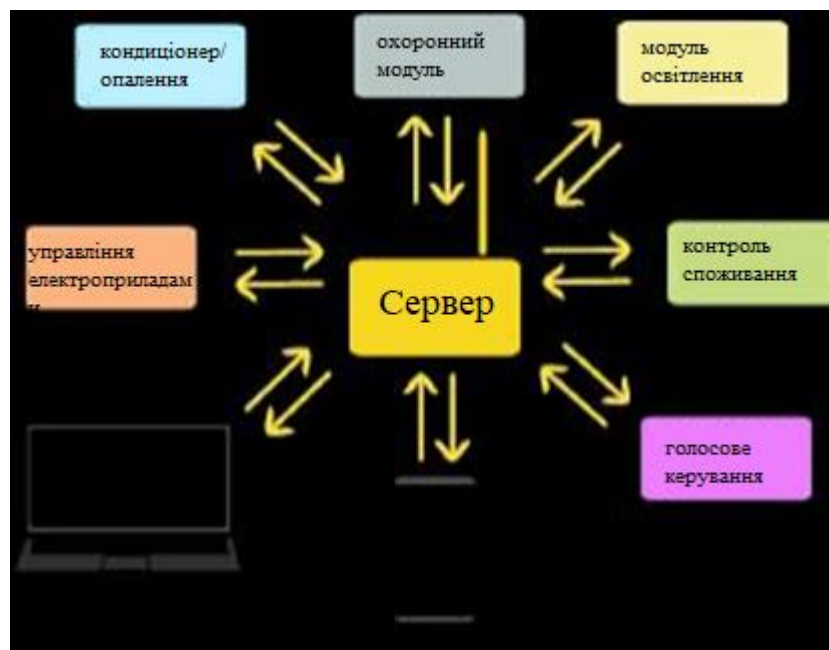 кондиціонер/
опалення
охоронний
модуль
модуль
освітлення
управління
електроприладам
и
контроль
споживання
Сервер
голосове
керування